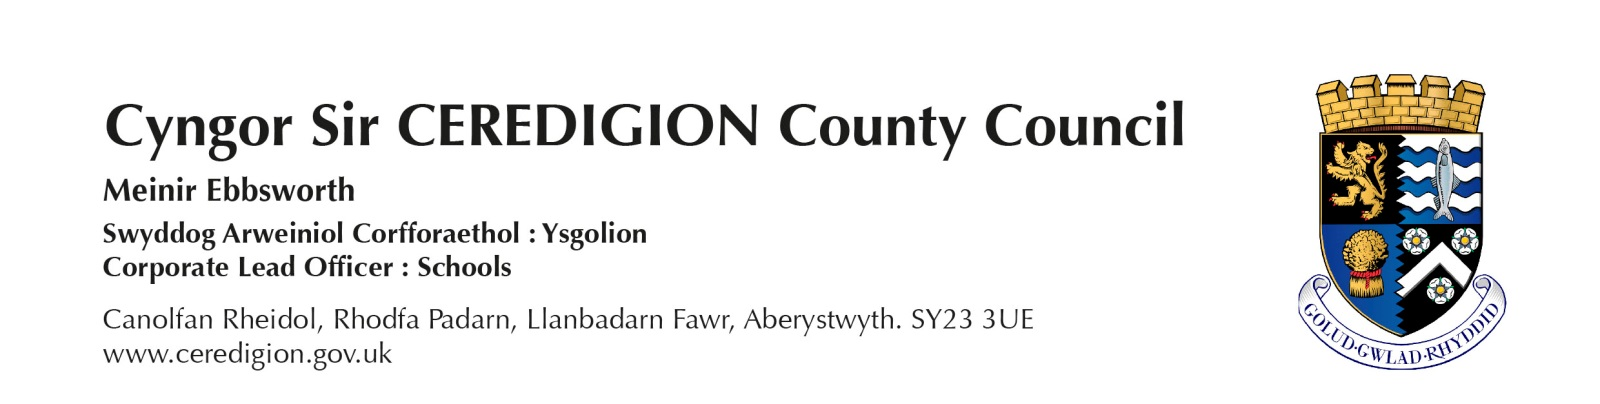 Cyngor Sir CEREDIGION County Council
Meinir Ebbsworth
Swyddog Arweiniol Corfforaethol : Ysgolion
Corporate Lead Officer : Schools
Canolfan Rheidol, Rhodfa Padarn, Llanbadarn Fawr, Aberystwyth. SY23 3UE
www.ceredigion.gov.uk
GOLUD·GWLAD·RHYDDID